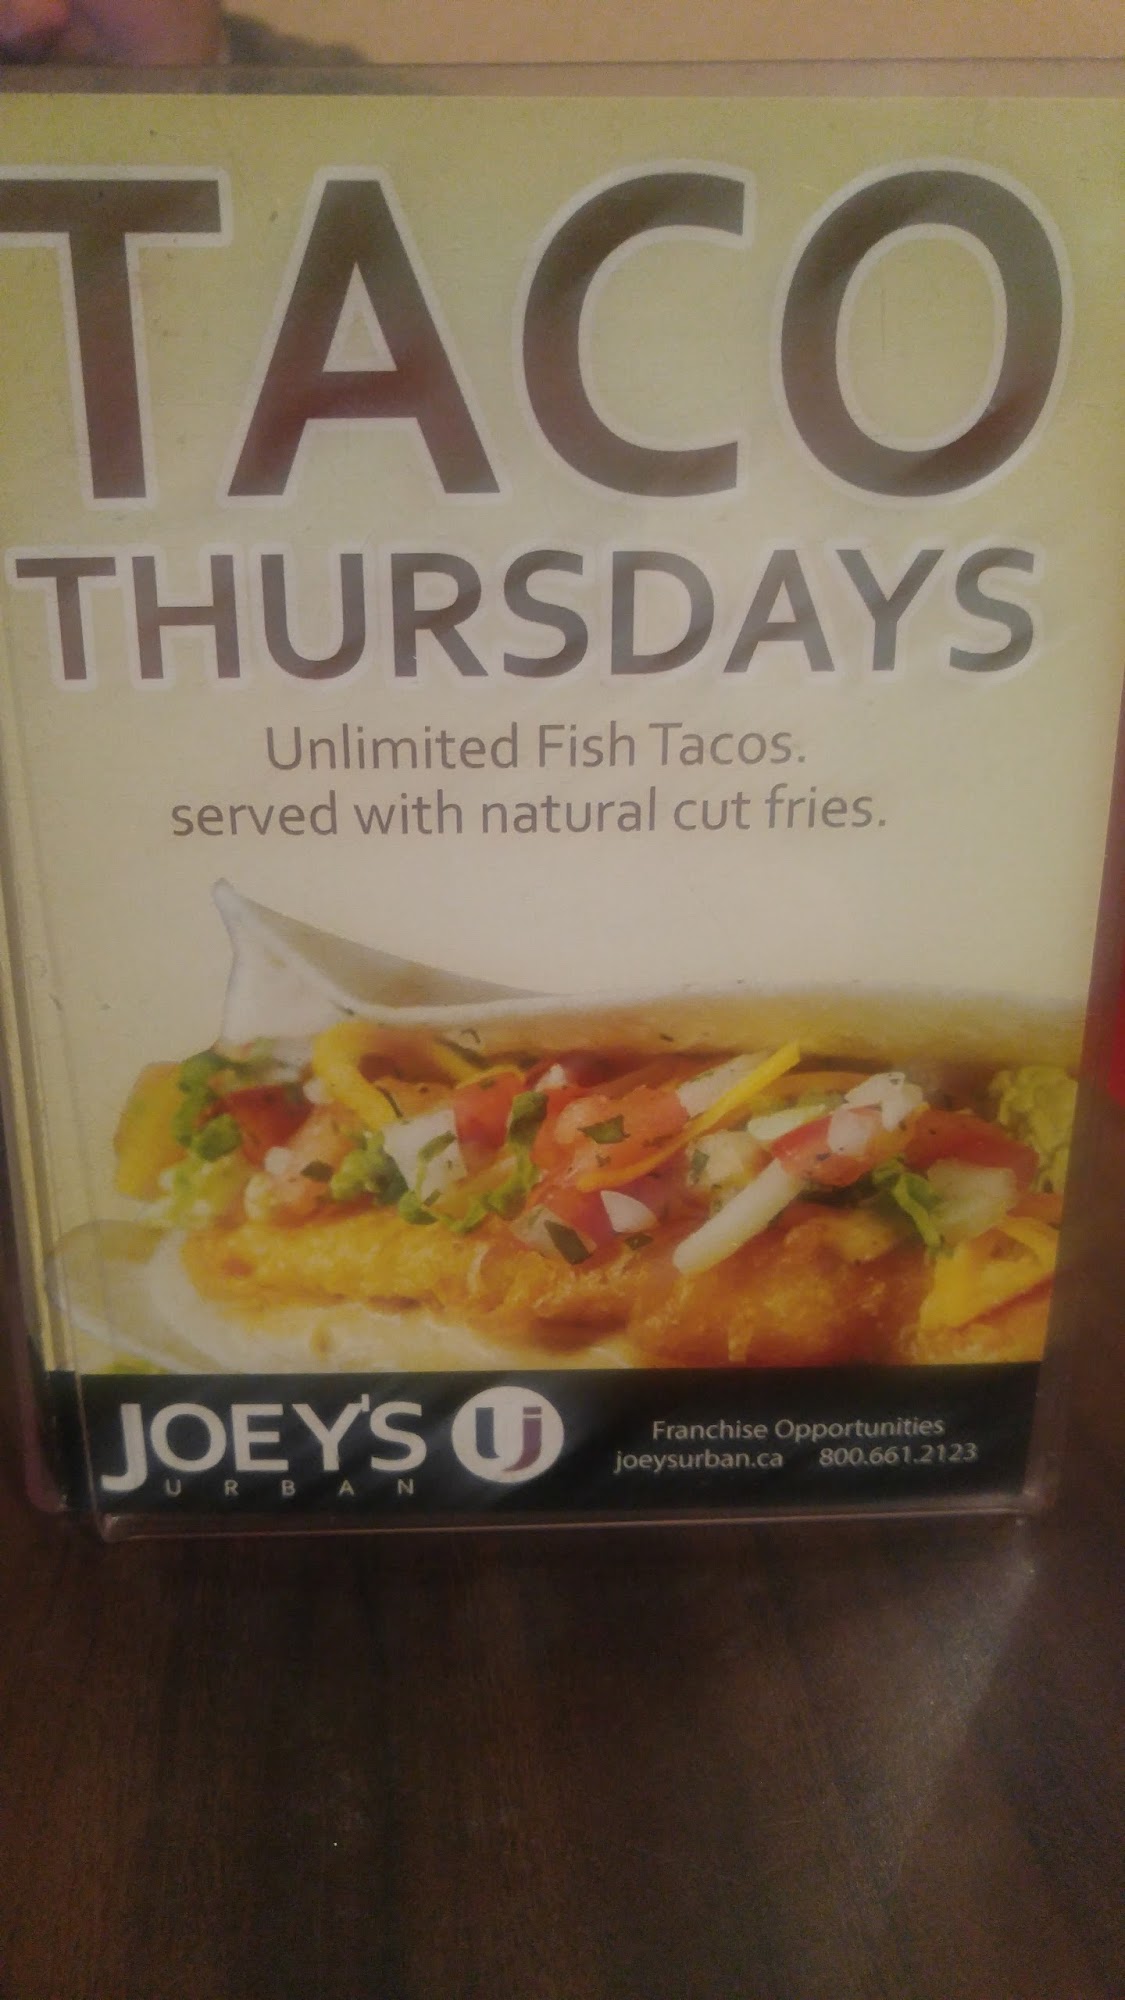 TACO
THURSDAYS
Unlimited Fish Tacos.
served with natural cut fries.
JOEY'S
URBAN
Uj
Franchise Opportunities
joeysurban.ca 800.661.2123